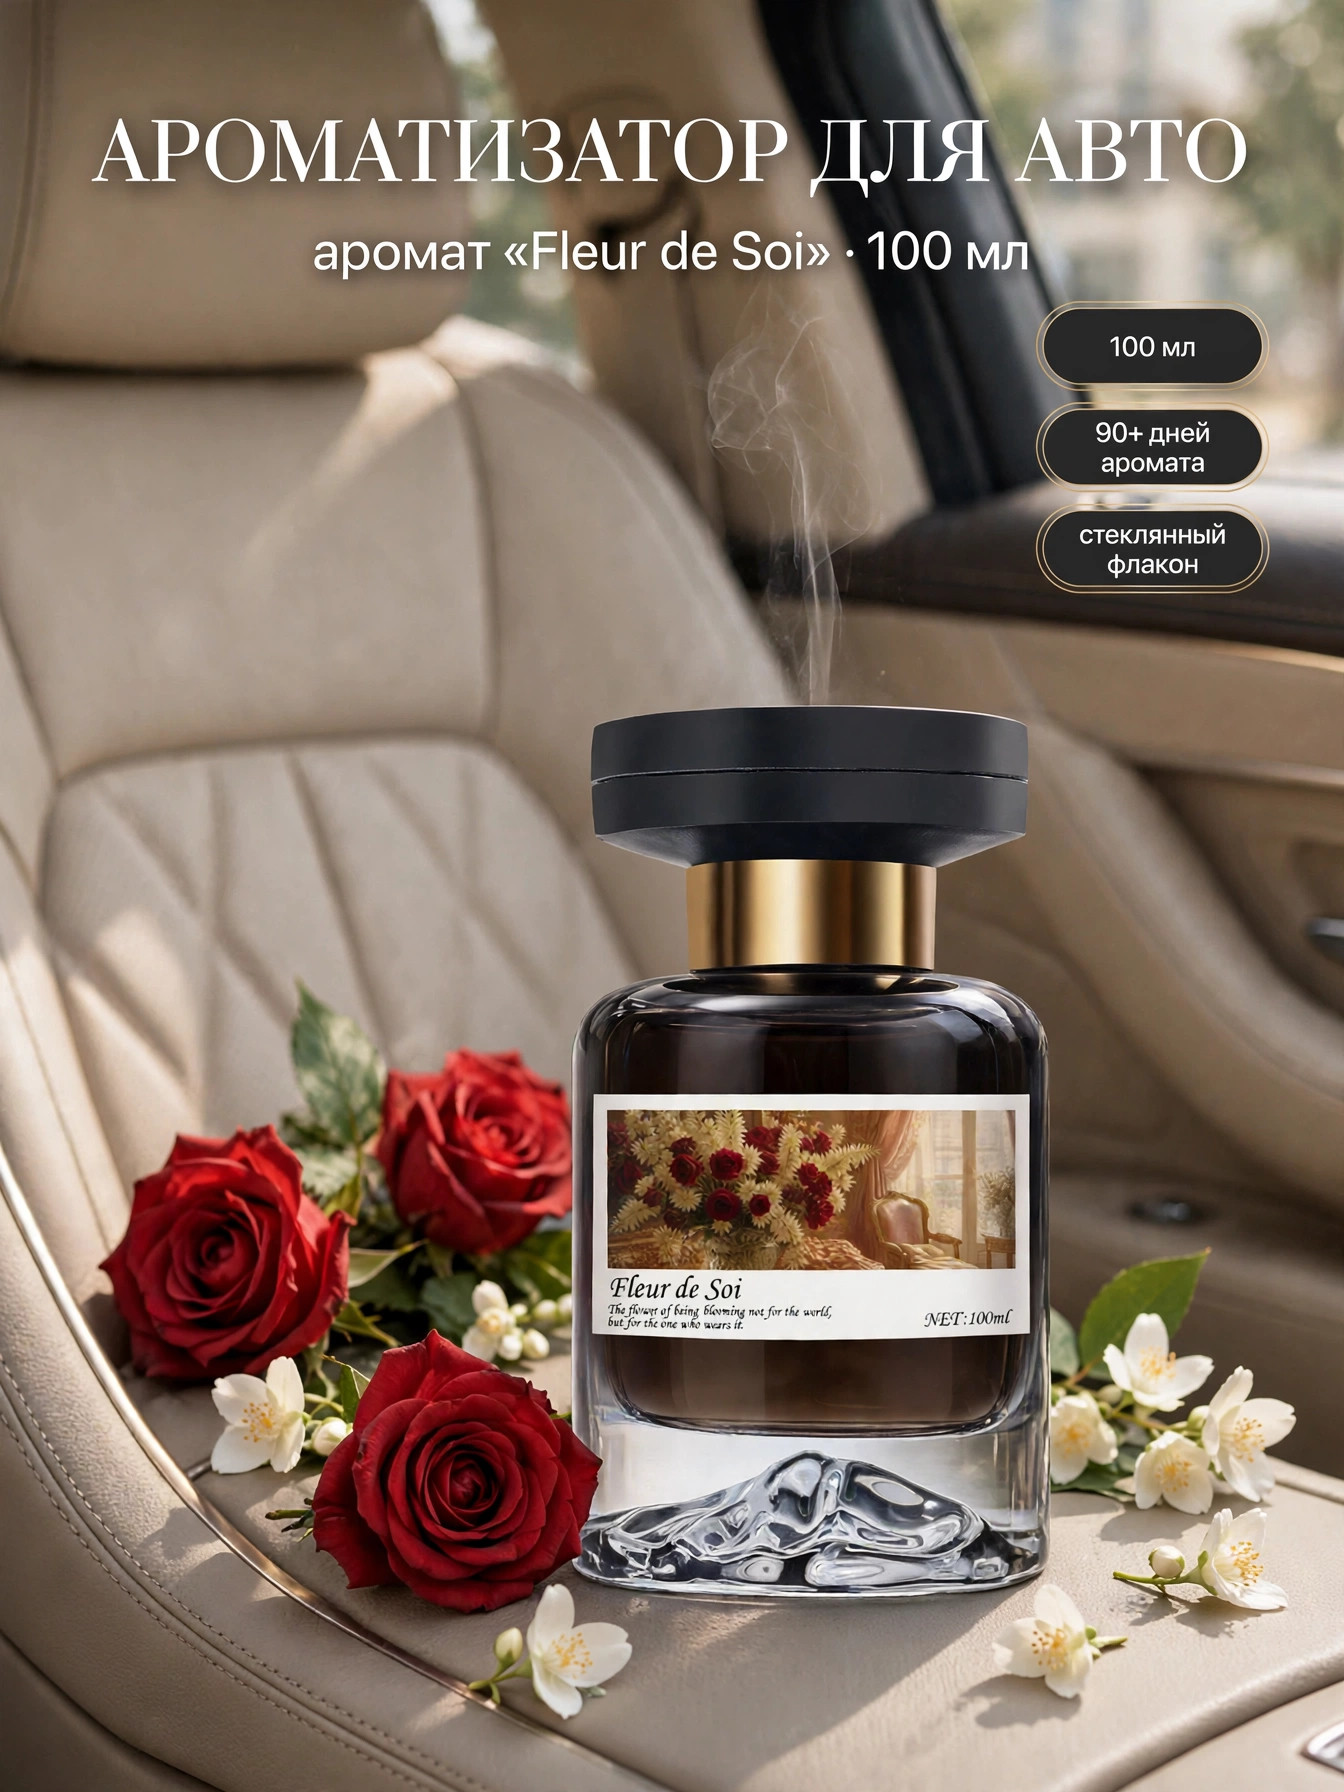 АРОМАТИЗАТОР ДЛЯ АВТО
аромат «Fleur de Soi» · 100 мл
100 мл
90+ дней
аромата
стеклянный
флакон
Fleur de Soi
The flower of being blooming not for the world,
but for the one who wears it.
NET:100ml